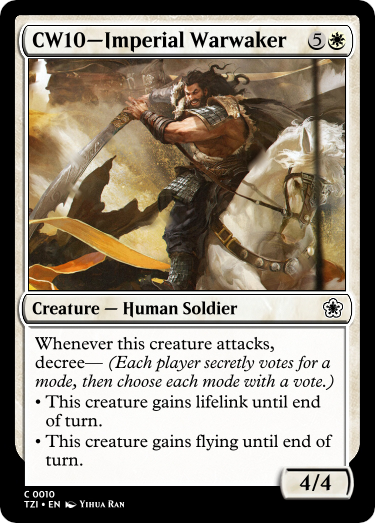 CW10—Imperial Warwaker 5
Creature — Human Soldier
Whenever this creature attacks,
decree— (Each player secretly votes for a
mode, then choose each mode with a vote.)
• This creature gains lifelink until end
of turn.
• This creature gains flying until end of
turn.
4/4
C 0010
TZI • EN Yihua Ran